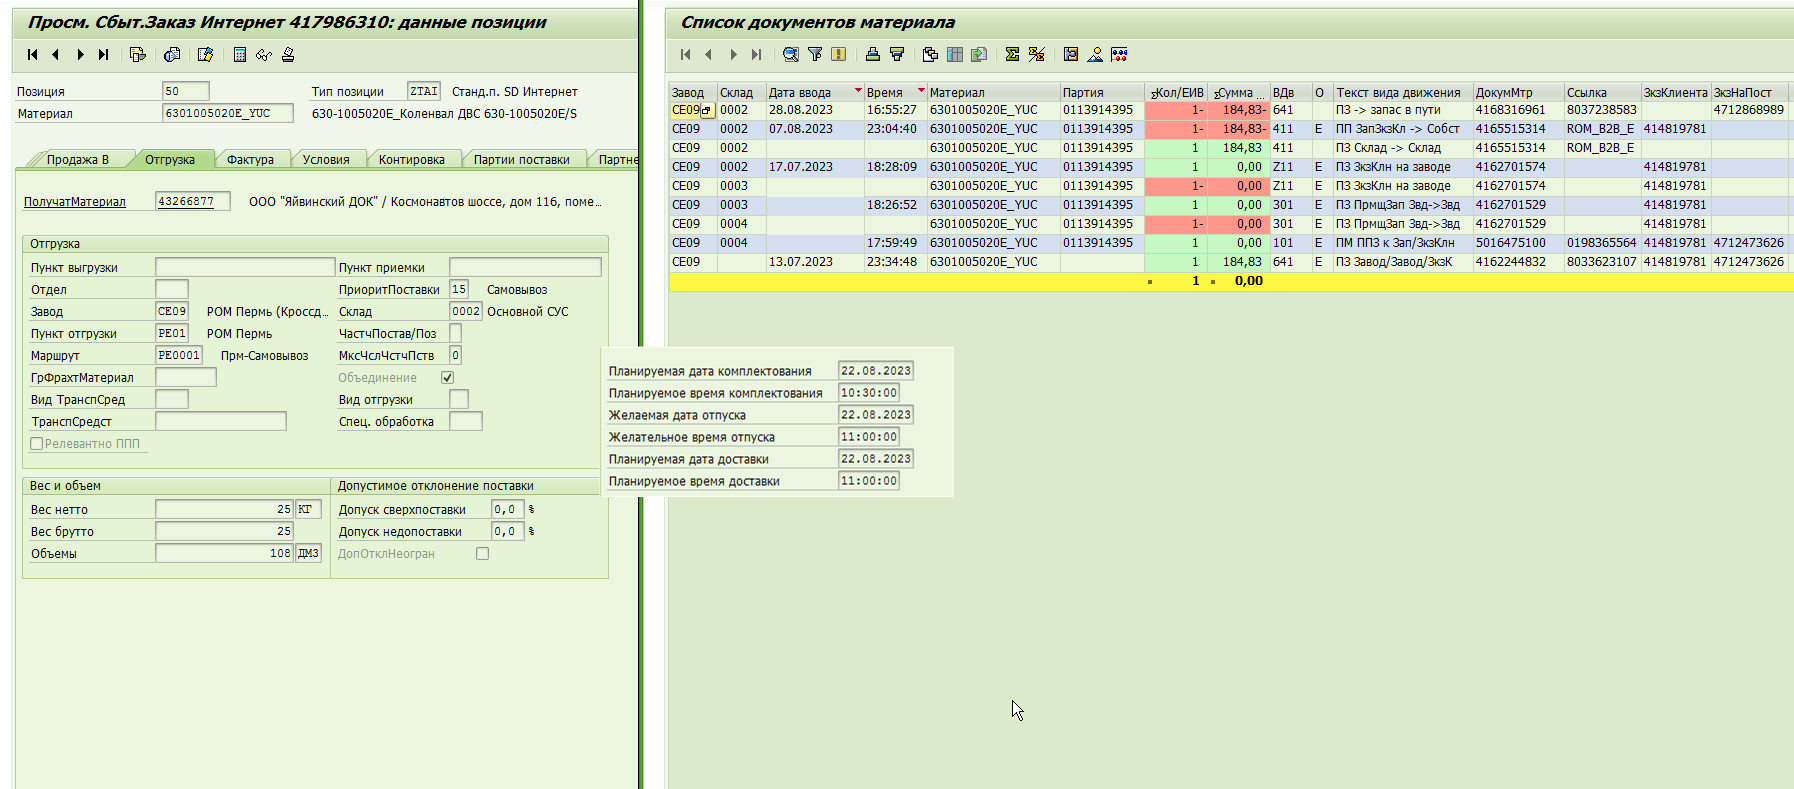 Просм. Сбыт.Заказ Интернет 417986310: данные позиции
Позиция 50 Тип позиции ZTAI Станд.п. SD Интернет
Материал 6301005020E_YUC 630-1005020E_Коленвал ДВС 630-1005020E/S
Продажа В Отгрузка Фактура Условия Контировка Партии поставки Партне
ПолучатМатериал 43266877 ООО "Яйвинский ДОК" / Космонавтов шоссе, дом 116, поме...
Отгрузка
Пункт выгрузки Пункт приемки
Отдел ПриоритПоставки 15 Самовывоз
Завод CE09 РОМ Пермь (Кроссд... Склад 0002 Основной СУС
Пункт отгрузки PE01 РОМ Пермь ЧастчПостав/Поз
Маршрут PE0001 Прм-Самовывоз МксЧслЧстчПств 0
ГрФрахтМатериал Объединение
Вид ТранспСред Вид отгрузки
ТранспСредст Спец. обработка
Релевантно ППП
Вес и объем Допустимое отклонение поставки
Вес нетто 25 КГ Допуск сверхпоставки 0,0 %
Вес брутто 25 Допуск недопоставки 0,0 %
Объемы 108 ДМ3 ДопОтклНеогран
Планируемая дата комплектования 22.08.2023
Планируемое время комплектования 10:30:00
Желаемая дата отпуска 22.08.2023
Желательное время отпуска 11:00:00
Планируемая дата доставки 22.08.2023
Планируемое время доставки 11:00:00
Список документов материала
Завод Склад Дата ввода Время Материал Партия ΣКол/ЕИВ ΣСумма ... ВДв О Текст вида движения ДокумМтр Ссылка ЗкзКлиента ЗкзНаПост
CE09 0002 28.08.2023 16:55:27 6301005020E_YUC 0113914395 1- 184,83- 641 ПЗ -> запас в пути 4168316961 8037238583 4712868989
CE09 0002 07.08.2023 23:04:40 6301005020E_YUC 0113914395 1- 184,83- 411 E ПП ЗапЗкзКл -> Собст 4165515314 ROM_B2B_E 414819781
CE09 0002 6301005020E_YUC 0113914395 1 184,83 411 E ПЗ Склад -> Склад 4165515314 ROM_B2B_E
CE09 0002 17.07.2023 18:28:09 6301005020E_YUC 0113914395 1 0,00 Z11 E ПЗ ЗкзКлн на заводе 4162701574 414819781
CE09 0003 6301005020E_YUC 0113914395 1- 0,00 Z11 E ПЗ ЗкзКлн на заводе 4162701574 414819781
CE09 0003 18:26:52 6301005020E_YUC 0113914395 1 0,00 301 E ПЗ ПрмщЗап Звд->Звд 4162701529 414819781
CE09 0004 6301005020E_YUC 0113914395 1- 0,00 301 E ПЗ ПрмщЗап Звд->Звд 4162701529 414819781
CE09 0004 17:59:49 6301005020E_YUC 0113914395 1 0,00 101 E ПМ ППЗ к Зап/ЗкзКлн 5016475100 0198365564 414819781 4712473626
CE09 13.07.2023 23:34:48 6301005020E_YUC 1 184,83 641 E ПЗ Завод/Завод/ЗкзК 4162244832 8033623107 414819781 4712473626
1 0,00